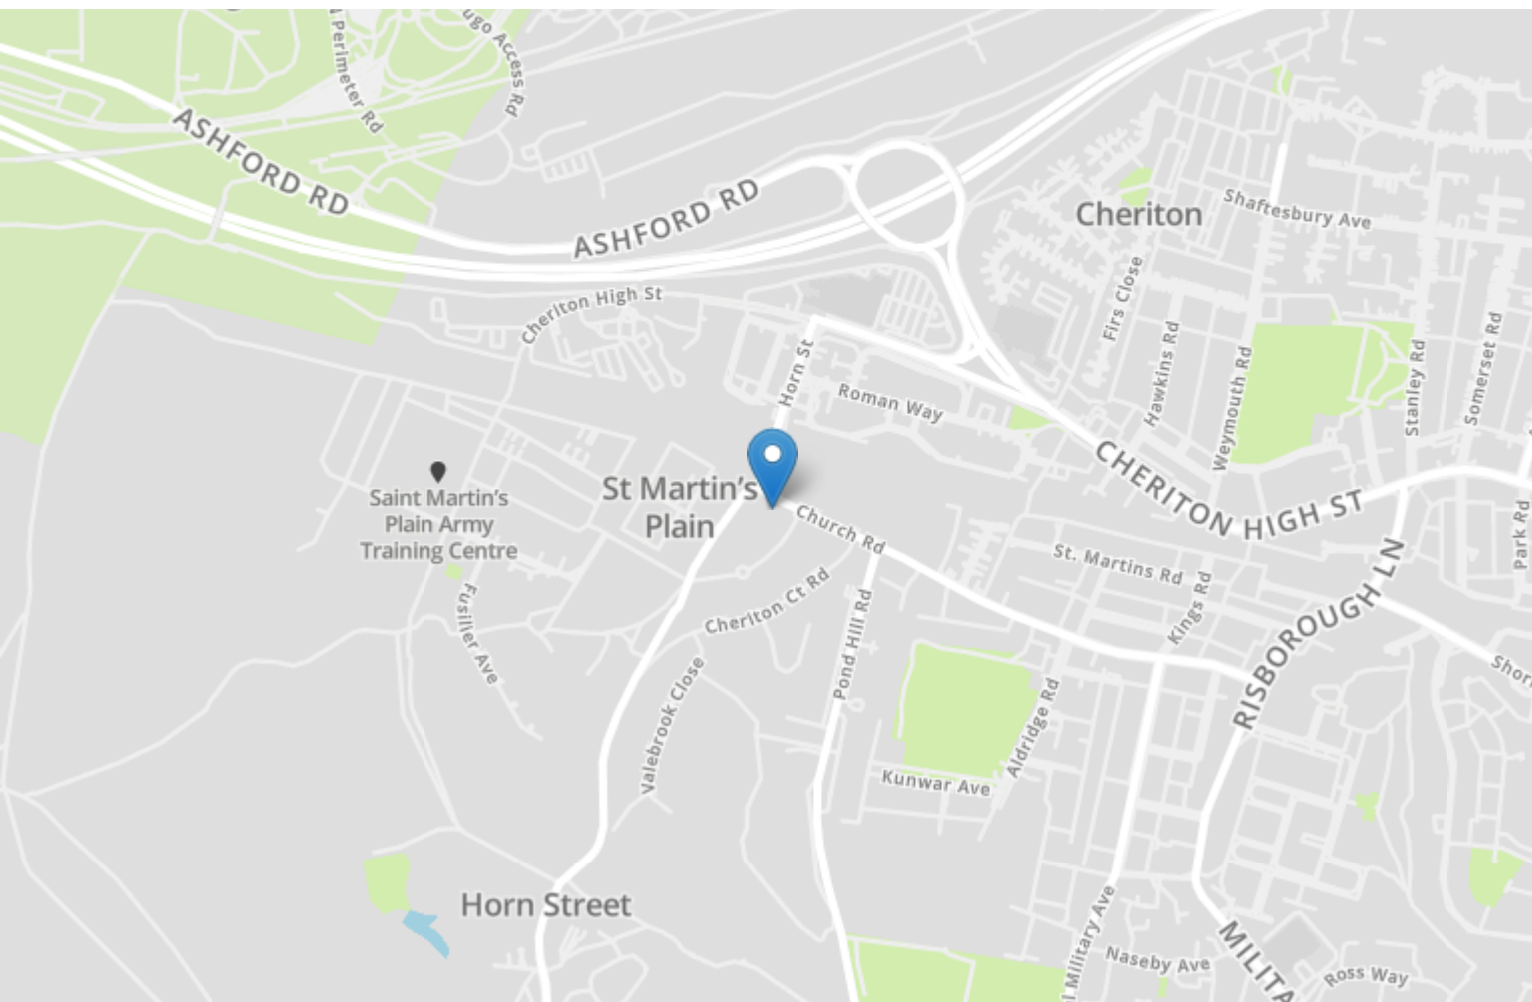 N Perimeter Rd
ugo Access Rd
ASHFORD RD
ASHFORD RD
Cheriton
Shaftesbury Ave
Cheriton High St
Firs Close
Hawkins Rd
Weymouth Rd
Stanley Rd
Somerset Rd
Horn St
Roman Way
CHERITON HIGH ST
Saint Martin's
Plain Army
Training Centre
St Martin's
Plain
Church Rd
Park Rd
St. Martins Rd
Kings Rd
RISBOROUGH LN
Cheriton Ct Rd
Fusilier Ave
Pond Hill Rd
Valebrook Close
Aldridge Rd
Shorn
Kunwar Ave
Horn Street
l Military Ave
Naseby Ave
MILITA
Ross Way